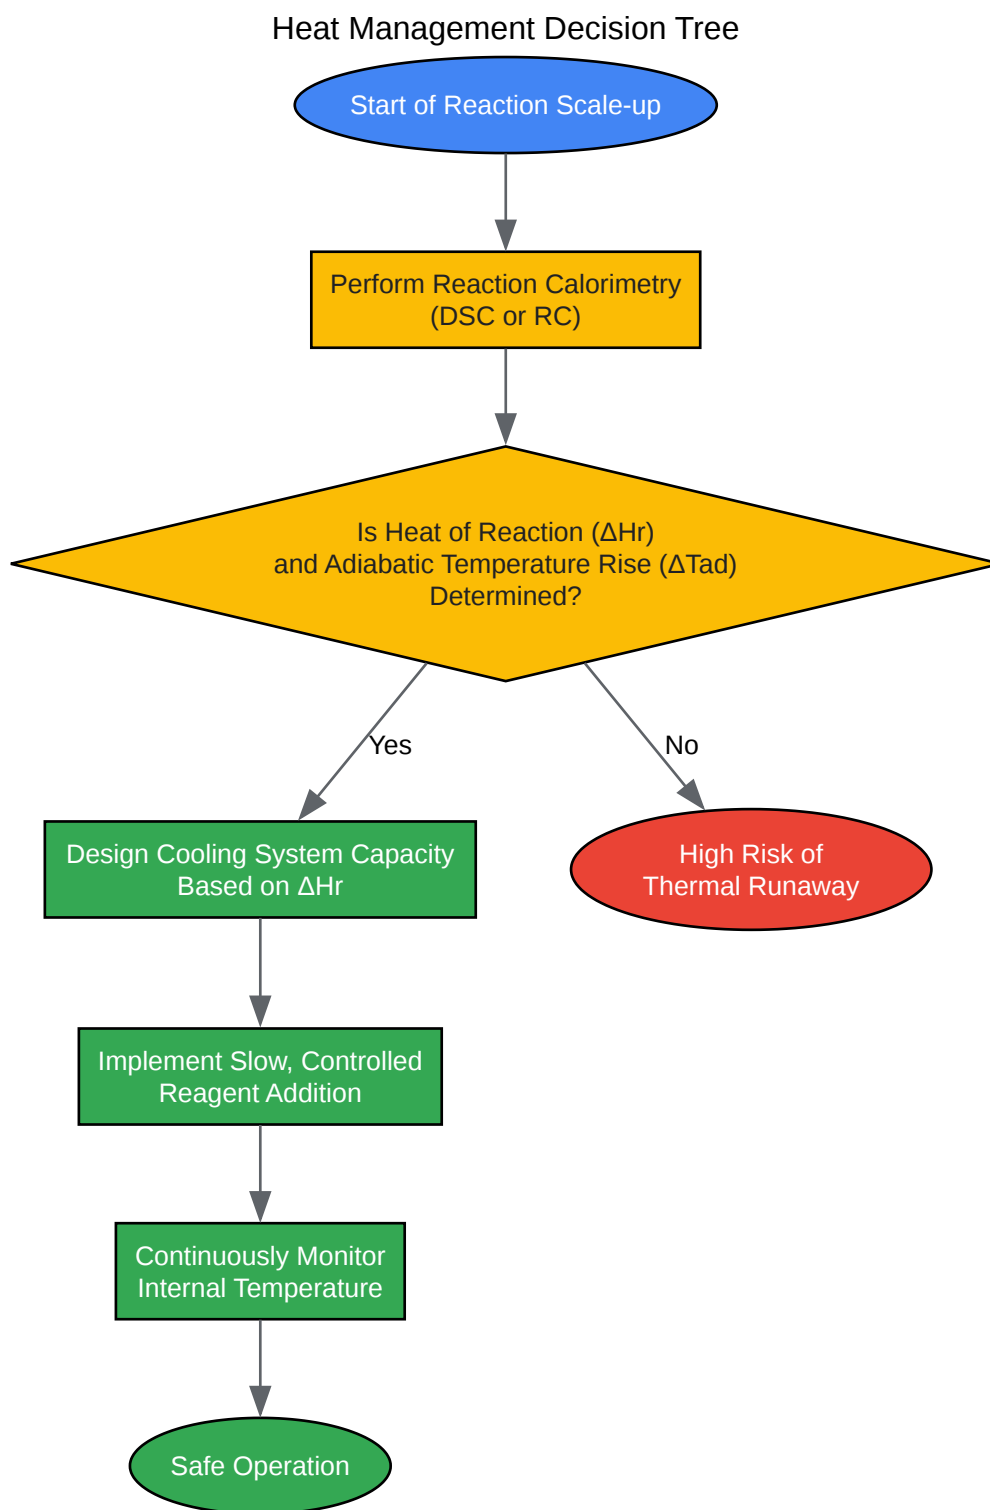 Heat Management Decision Tree
Start of Reaction Scale-up
Perform Reaction Calorimetry
(DSC or RC)
Is Heat of Reaction (ΔHr)
and Adiabatic Temperature Rise (ΔTad)
Determined?
Yes
No
Design Cooling System Capacity
Based on ΔHr
High Risk of
Thermal Runaway
Implement Slow, Controlled
Reagent Addition
Continuously Monitor
Internal Temperature
Safe Operation